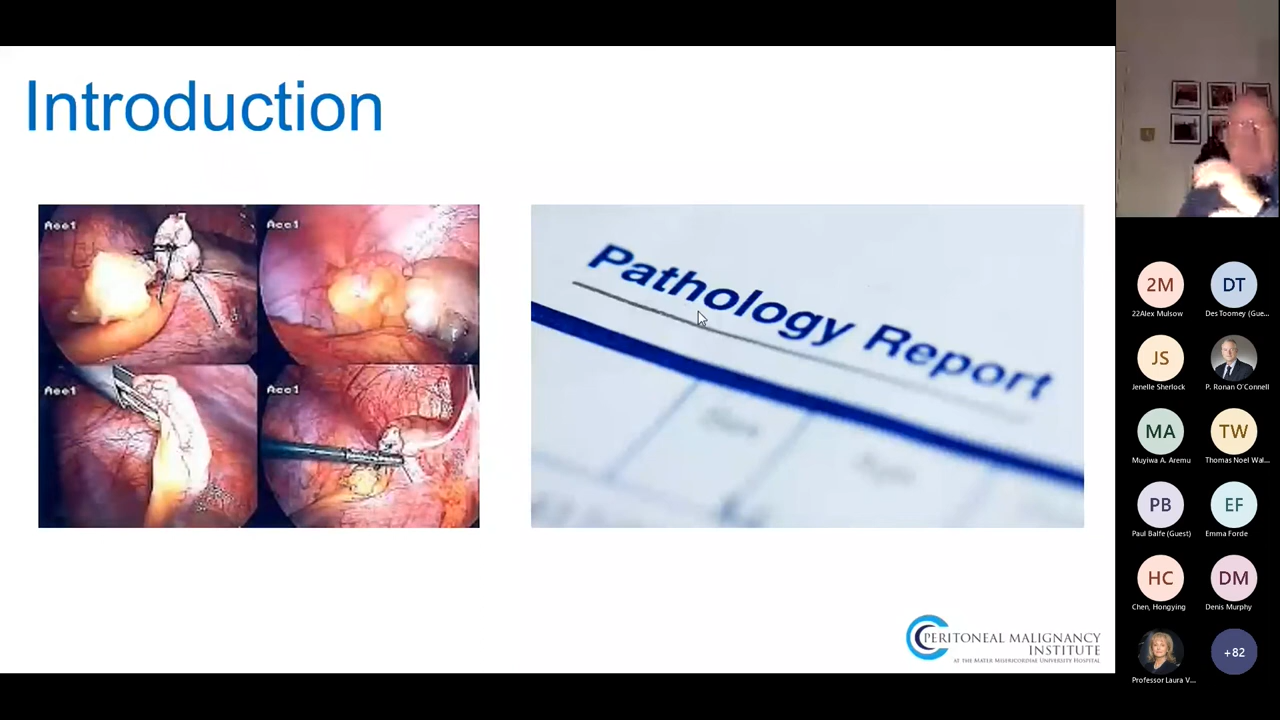 Introduction
Acc1
Acc1
Acc1
Acc1
Pathology Report
PERITONEAL MALIGNANCY
INSTITUTE
AT THE MATER MISERICORDIAE UNIVERSITY HOSPITAL
2M
DT
22Alex Mulsow
Des Toomey (Gue...
JS
Jenelle Sherlock
P. Ronan O'Connell
MA
TW
Muyiwa A. Aremu
Thomas Noel Wal...
PB
EF
Paul Balfe (Guest)
Emma Forde
HC
DM
Chen, Hongying
Denis Murphy
+82
Professor Laura V...